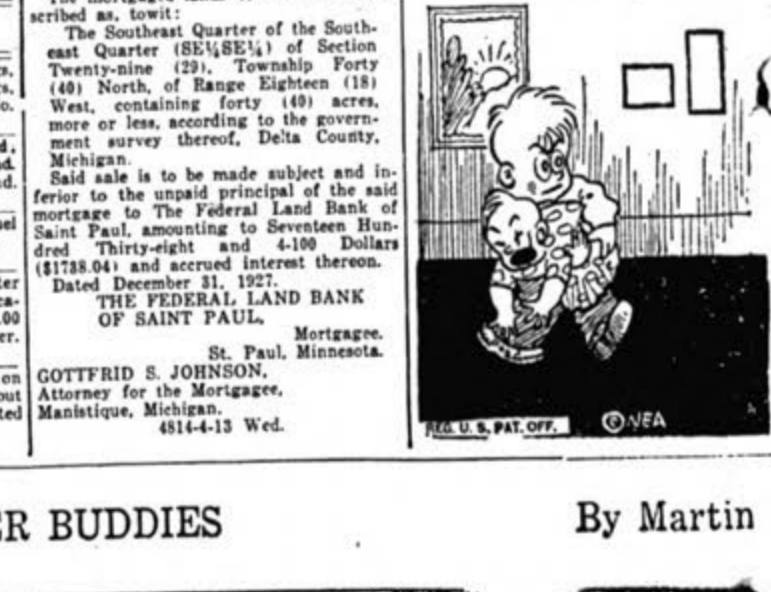 scribed as, towit:
The Southeast Quarter of the South-
east Quarter (SE¼SE¼) of Section
Twenty-nine (29), Township Forty
(40) North, of Range Eighteen (18)
West, containing forty (40) acres,
more or less, according to the govern-
ment survey thereof, Delta County,
Michigan.
Said sale is to be made subject and in-
ferior to the unpaid principal of the said
mortgage to The Federal Land Bank of
Saint Paul, amounting to Seventeen Hun-
dred Thirty-eight and 4-100 Dollars
($1738.04) and accrued interest thereon.
Dated December 31, 1927.
THE FEDERAL LAND BANK
OF SAINT PAUL,
Mortgagee.
St. Paul, Minnesota.
GOTTFRID S. JOHNSON,
Attorney for the Mortgagee,
Manistique, Michigan.
4814-4-13 Wed.
REG. U. S. PAT. OFF.
© NEA
ER BUDDIES
By Martin